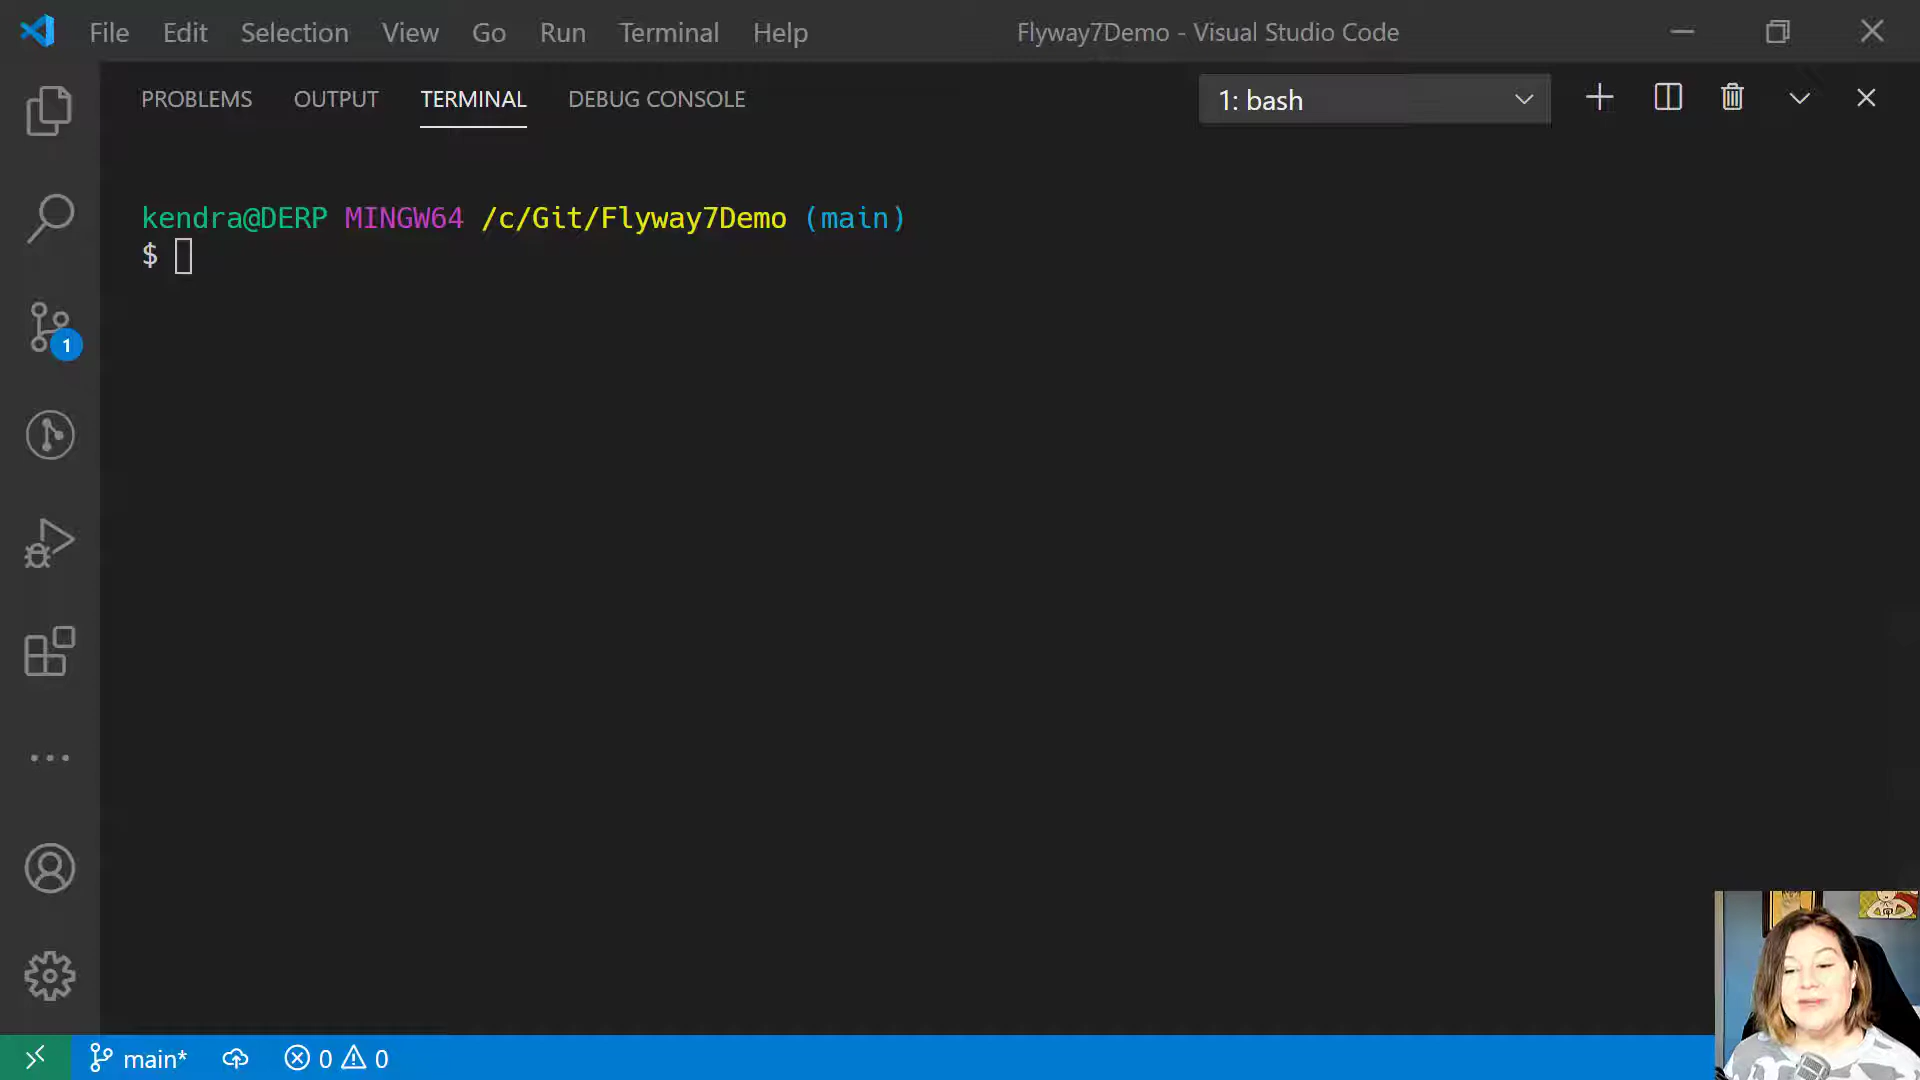 File Edit Selection View Go Run Terminal Help Flyway7Demo - Visual Studio Code
PROBLEMS OUTPUT TERMINAL DEBUG CONSOLE 1: bash
kendra@DERP MINGW64 /c/Git/Flyway7Demo (main)
$
1
main* 0 0